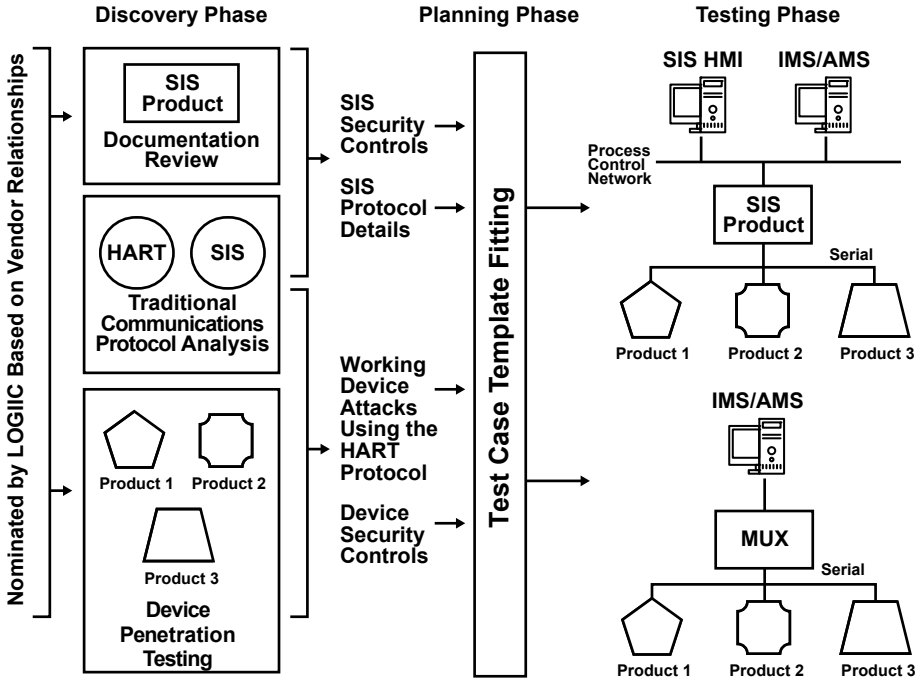 Discovery Phase
Planning Phase
Testing Phase
Nominated by LOGIIC Based on Vendor Relationships
SIS
Product
Documentation
Review
HART
SIS
Traditional
Communications
Protocol Analysis
Product 1
Product 2
Product 3
Device
Penetration
Testing
SIS
Security
Controls
SIS
Protocol
Details
Working
Device
Attacks
Using the
HART
Protocol
Device
Security
Controls
Test Case Template Fitting
SIS HMI
IMS/AMS
Process
Control
Network
SIS
Product
Serial
Product 1
Product 2
Product 3
IMS/AMS
MUX
Serial
Product 1
Product 2
Product 3